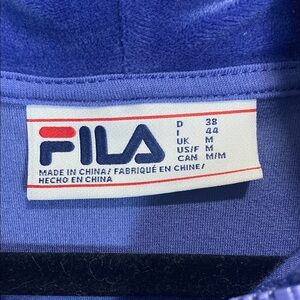 FILA
D 38
I 44
UK M
US/F M
CAN M/M
MADE IN CHINA/ FABRIQUÉ EN CHINE/
HECHO EN CHINA